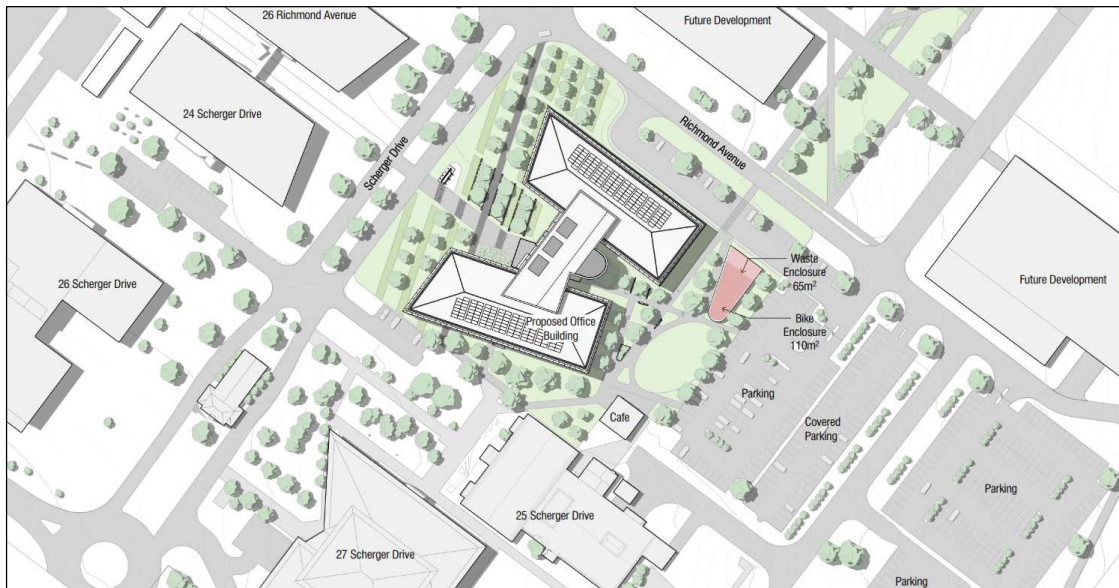 26 Richmond Avenue
Future Development
24 Scherger Drive
Scherger Drive
Richmond Avenue
26 Scherger Drive
Waste
Enclosure
65m²
Future Development
Bike
Enclosure
110m²
Proposed Office
Building
Parking
Cafe
Covered
Parking
Parking
25 Scherger Drive
27 Scherger Drive
Parking